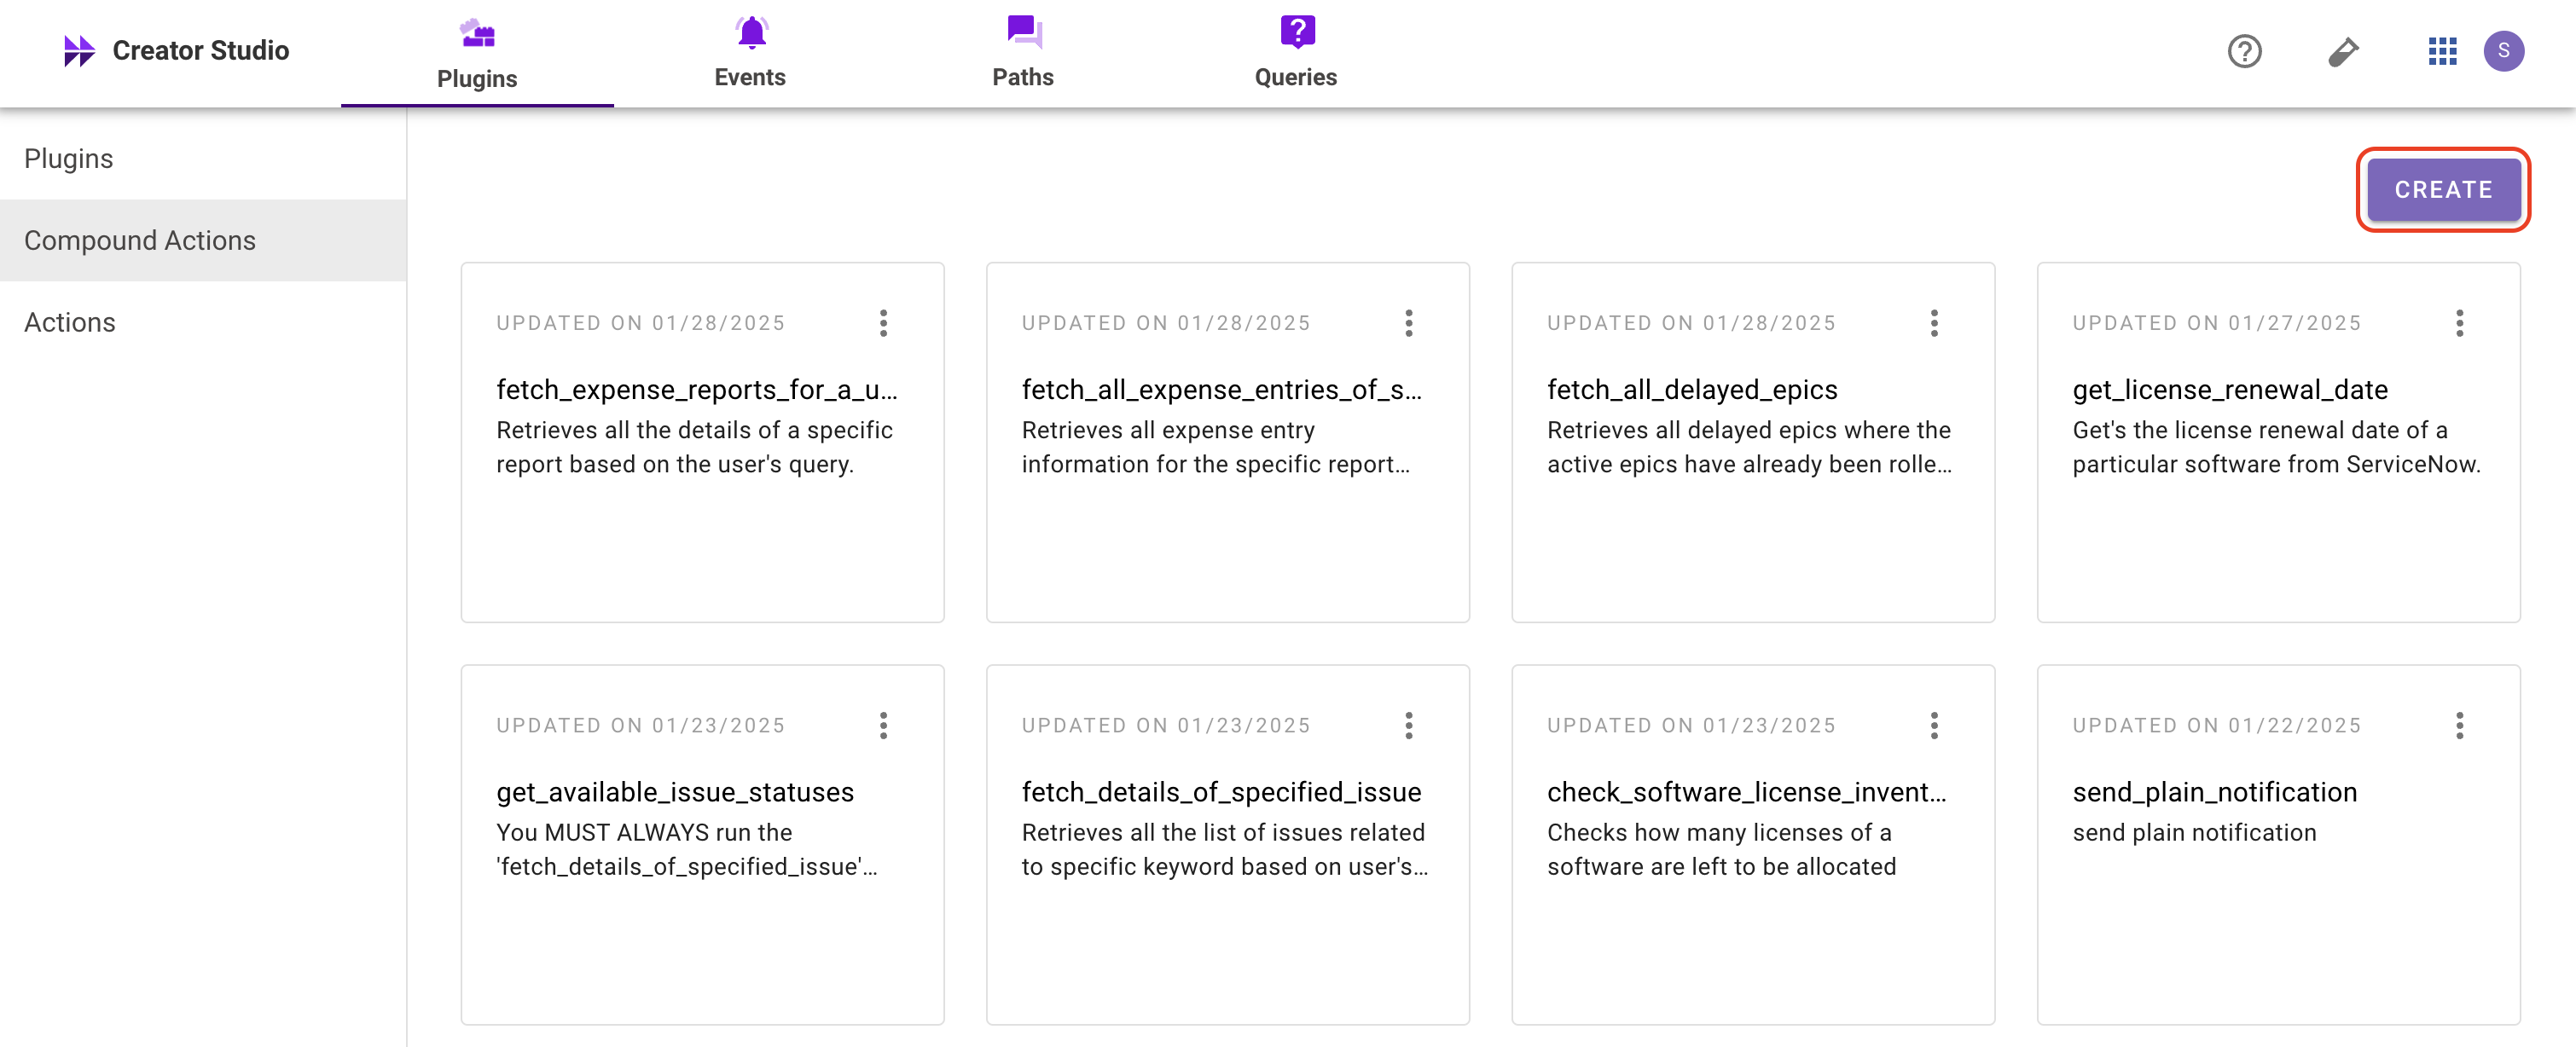 Creator Studio
Plugins
Events
Paths
?
Queries
?
S
Plugins
Compound Actions
Actions
CREATE
UPDATED ON 01/28/2025
fetch_expense_reports_for_a_u...
Retrieves all the details of a specific
report based on the user's query.
UPDATED ON 01/28/2025
fetch_all_expense_entries_of_s...
Retrieves all expense entry
information for the specific report...
UPDATED ON 01/28/2025
fetch_all_delayed_epics
Retrieves all delayed epics where the
active epics have already been rolle...
UPDATED ON 01/27/2025
get_license_renewal_date
Get's the license renewal date of a
particular software from ServiceNow.
UPDATED ON 01/23/2025
get_available_issue_statuses
You MUST ALWAYS run the
'fetch_details_of_specified_issue'...
UPDATED ON 01/23/2025
fetch_details_of_specified_issue
Retrieves all the list of issues related
to specific keyword based on user's...
UPDATED ON 01/23/2025
check_software_license_invent...
Checks how many licenses of a
software are left to be allocated
UPDATED ON 01/22/2025
send_plain_notification
send plain notification